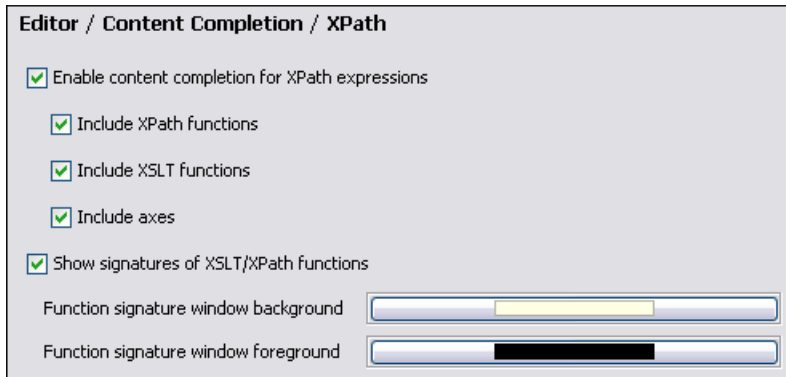 Editor / Content Completion / XPath
Enable content completion for XPath expressions
Include XPath functions
Include XSLT functions
Include axes
Show signatures of XSLT/XPath functions
Function signature window background
Function signature window foreground